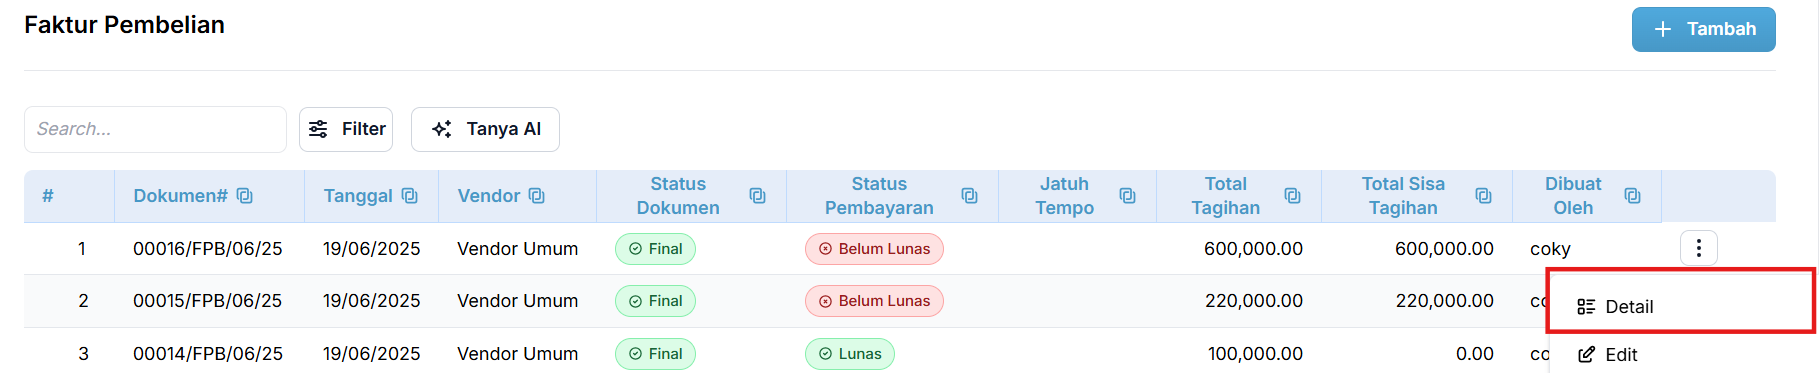 Faktur Pembelian
Tambah
Search...
Filter
Tanya AI
# Dokumen# Tanggal Vendor Status Dokumen Status Pembayaran Jatuh Tempo Total Tagihan Total Sisa Tagihan Dibuat Oleh
1 00016/FPB/06/25 19/06/2025 Vendor Umum Final Belum Lunas 600,000.00 600,000.00 coky
2 00015/FPB/06/25 19/06/2025 Vendor Umum Final Belum Lunas 220,000.00 220,000.00 co
Detail
3 00014/FPB/06/25 19/06/2025 Vendor Umum Final Lunas 100,000.00 0.00 co
Edit